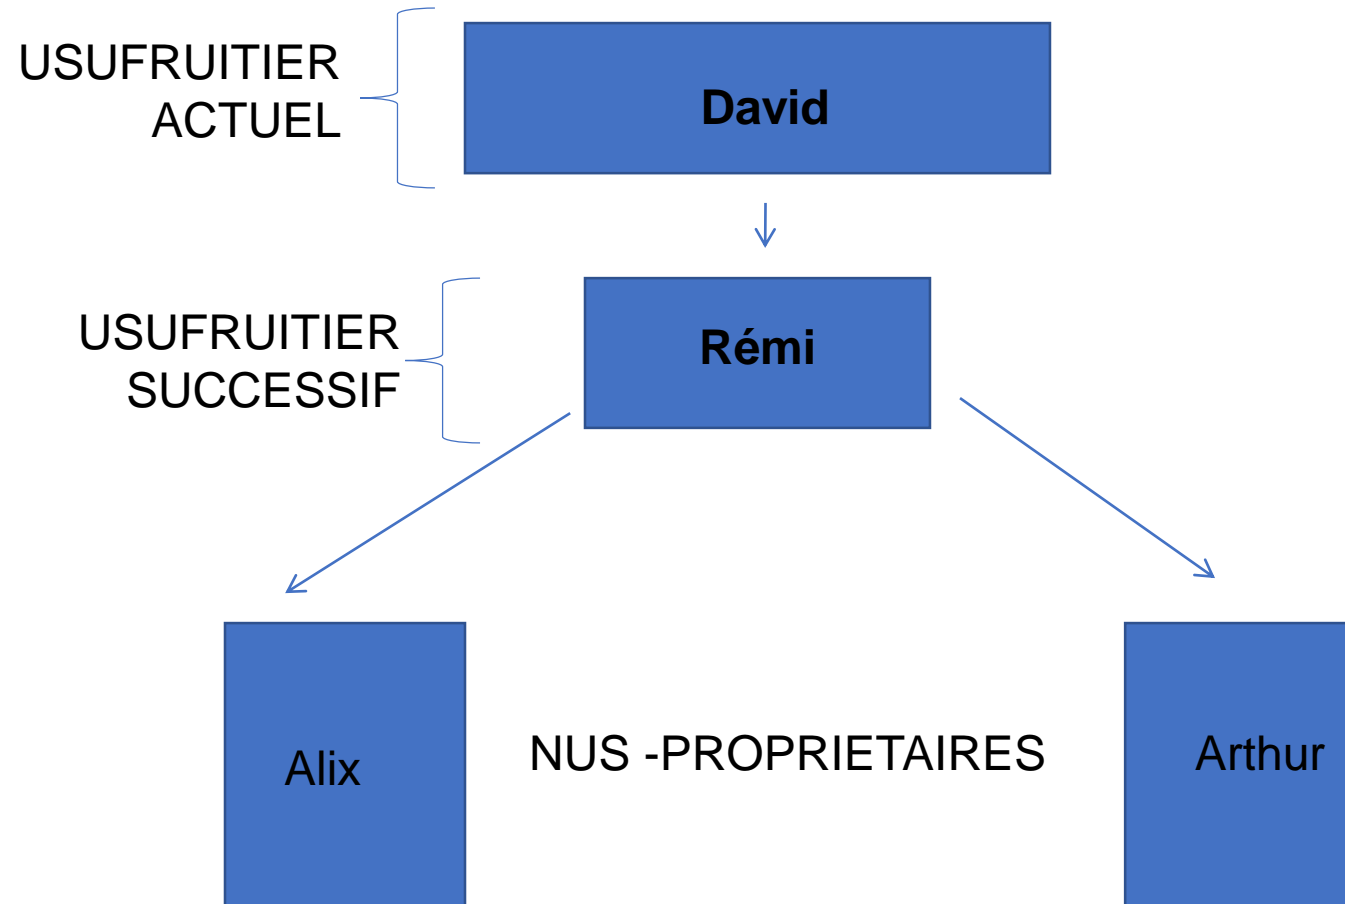 USUFRUITIER
ACTUEL
David
USUFRUITIER
SUCCESSIF
Rémi
Alix
NUS -PROPRIETAIRES
Arthur